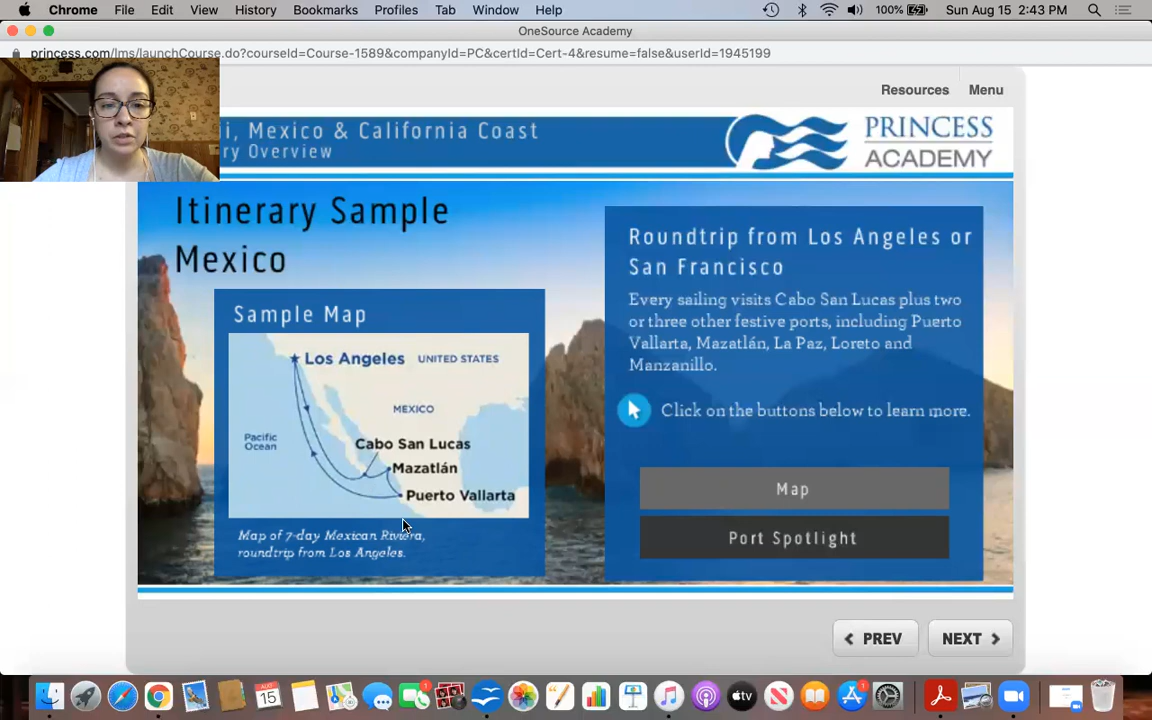 Chrome File Edit View History Bookmarks Profiles Tab Window Help 100% Sun Aug 15 2:43 PM
OneSource Academy
princess.com/lms/launchCourse.do?courseId=Course-1589&companyId=PC&certId=Cert-4&resume=false&userId=1945199
Resources Menu
i, Mexico & California Coast
ry Overview
PRINCESS
ACADEMY
Itinerary Sample
Mexico
Sample Map
Los Angeles
UNITED STATES
MEXICO
Pacific
Ocean
Cabo San Lucas
Mazatlán
Puerto Vallarta
Map of 7-day Mexican Riviera,
roundtrip from Los Angeles.
Roundtrip from Los Angeles or
San Francisco
Every sailing visits Cabo San Lucas plus two
or three other festive ports, including Puerto
Vallarta, Mazatlán, La Paz, Loreto and
Manzanillo.
Click on the buttons below to learn more.
Map
Port Spotlight
PREV
NEXT
AUG
15
1
tv
1